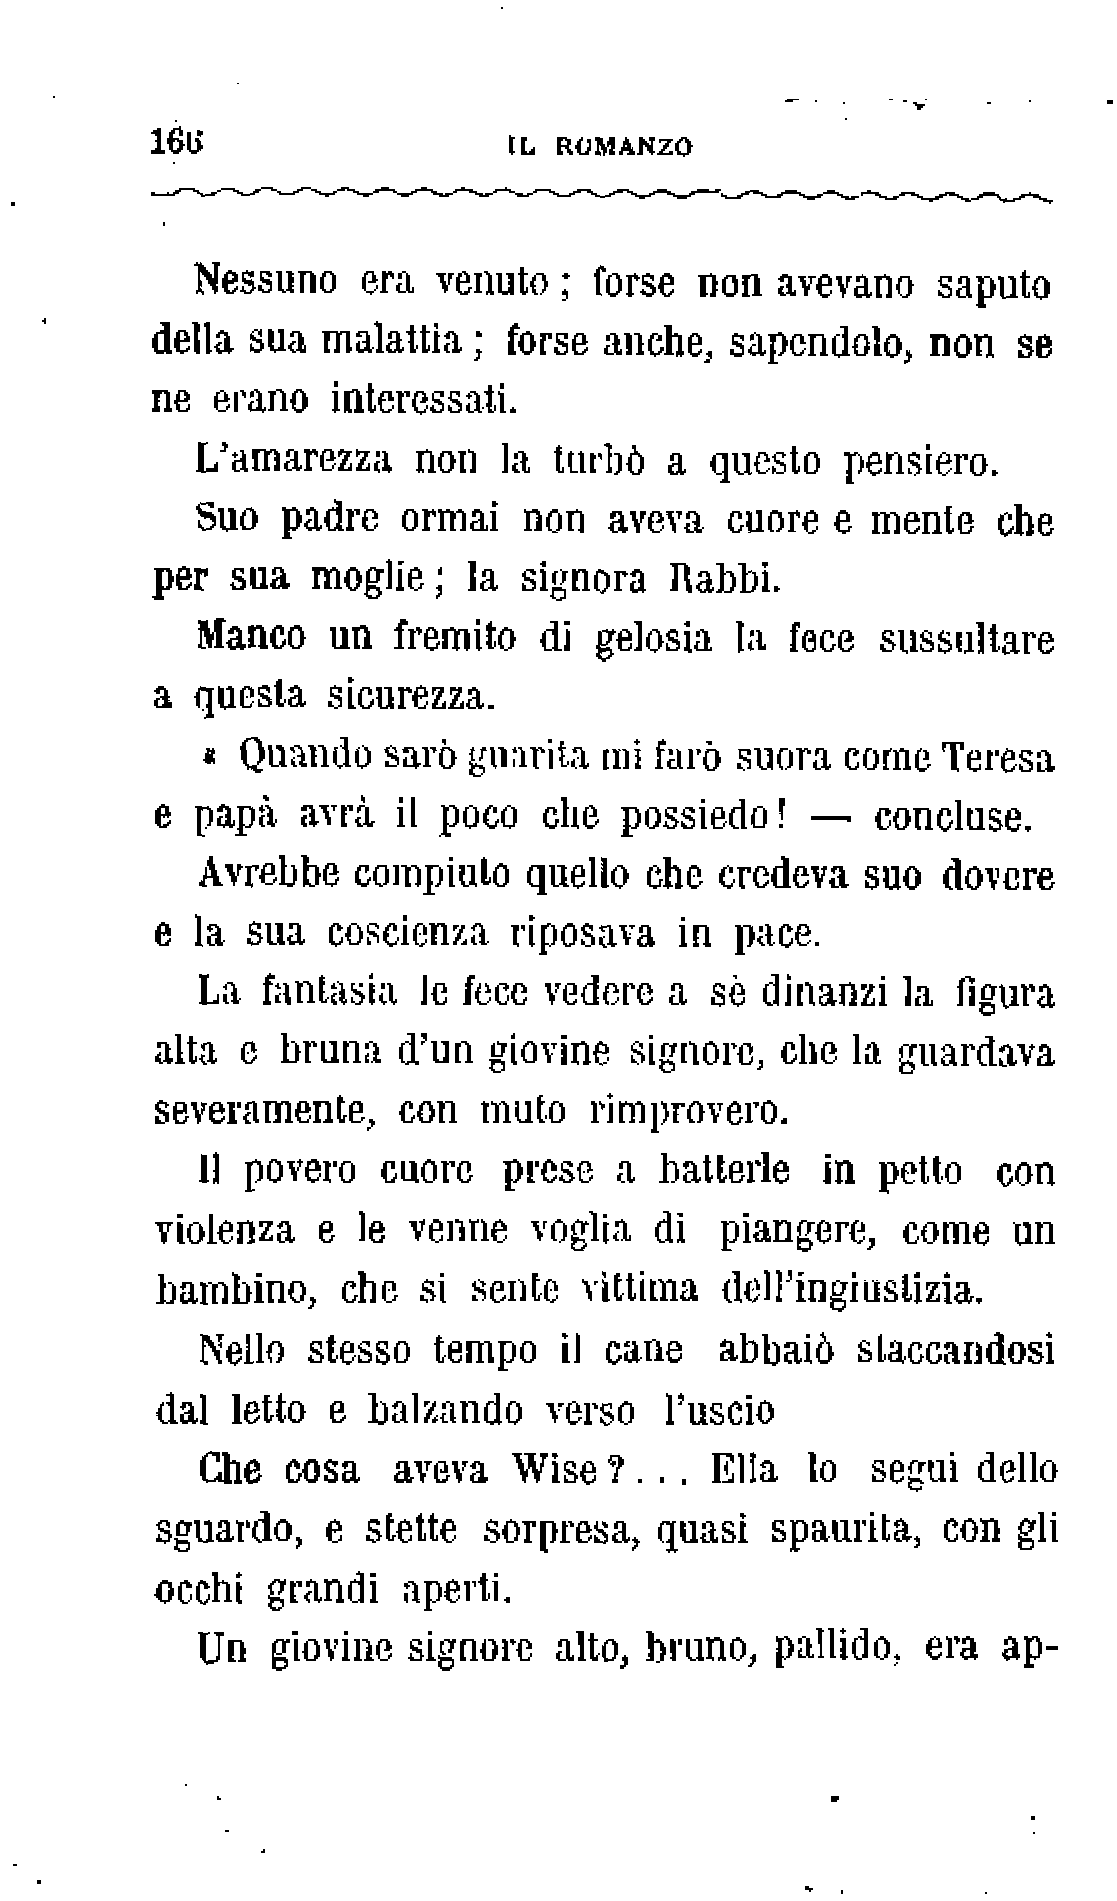 166 IL ROMANZO
Nessuno era venuto ; forse non avevano saputo
della sua malattia ; forse anche, sapendolo, non se
ne erano interessati.
L'amarezza non la turbò a questo pensiero.
Suo padre ormai non aveva cuore e mente che
per sua moglie ; la signora Rabbi.
Manco un fremito di gelosia la fece sussultare
a questa sicurezza.
« Quando sarò guarita mi farò suora come Teresa
e papà avrà il poco che possiedo ! — concluse.
Avrebbe compiuto quello che credeva suo dovere
e la sua coscienza riposava in pace.
La fantasia le fece vedere a sè dinanzi la figura
alta e bruna d'un giovine signore, che la guardava
severamente, con muto rimprovero.
Il povero cuore prese a batterle in petto con
violenza e le venne voglia di piangere, come un
bambino, che si sente vittima dell'ingiustizia.
Nello stesso tempo il cane abbaiò staccandosi
dal letto e balzando verso l'uscio
Che cosa aveva Wise ? . . . Ella lo segui dello
sguardo, e stette sorpresa, quasi spaurita, con gli
occhi grandi aperti.
Un giovine signore alto, bruno, pallido, era ap-